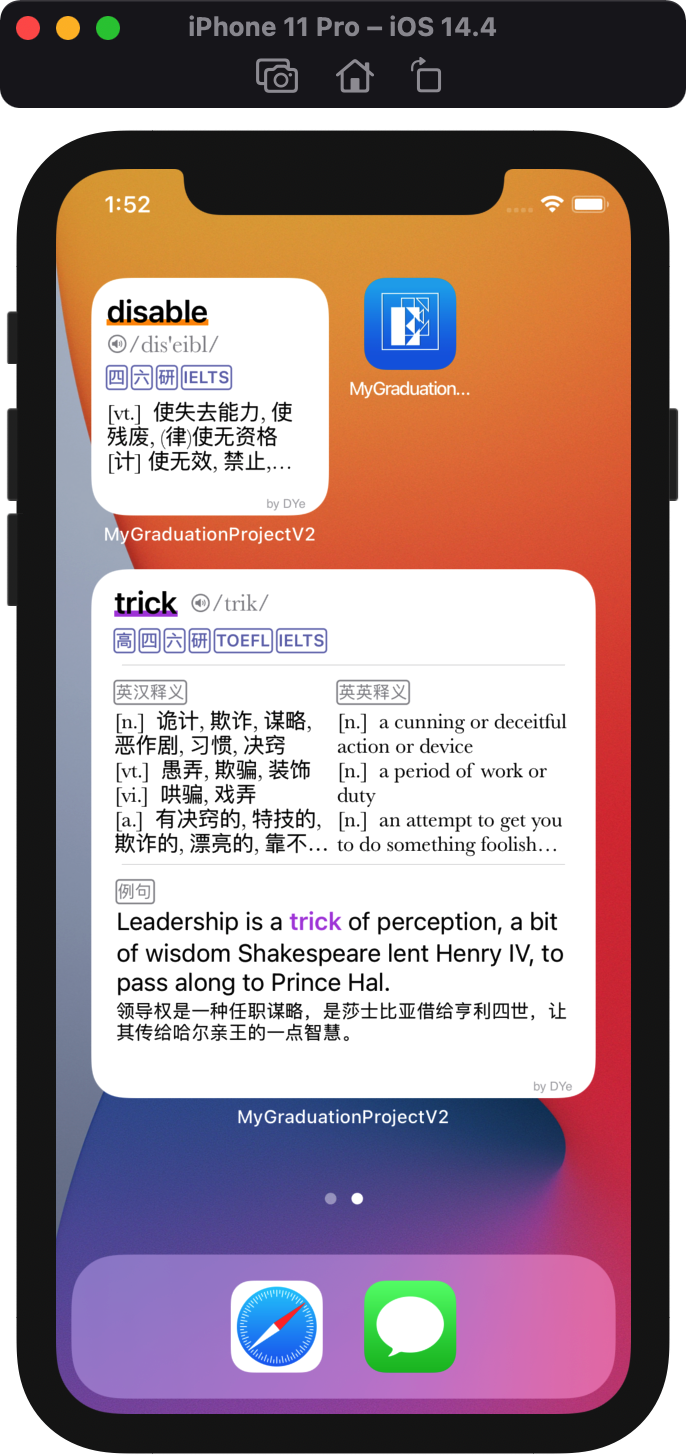 iPhone 11 Pro – iOS 14.4
1:52
disable
/dis'eibl/
四 六 研 IELTS
[vt.] 使失去能力, 使
残废, (律)使无资格
[计] 使无效, 禁止,...
by DYe
MyGraduationProjectV2
MyGraduation...
trick /trik/
高 四 六 研 TOEFL IELTS
英汉释义
[n.] 诡计, 欺诈, 谋略,
恶作剧, 习惯, 决窍
[vt.] 愚弄, 欺骗, 装饰
[vi.] 哄骗, 戏弄
[a.] 有决窍的, 特技的,
欺诈的, 漂亮的, 靠不...
英英释义
[n.] a cunning or deceitful
action or device
[n.] a period of work or
duty
[n.] an attempt to get you
to do something foolish...
例句
Leadership is a trick of perception, a bit
of wisdom Shakespeare lent Henry IV, to
pass along to Prince Hal.
领导权是一种任职谋略，是莎士比亚借给亨利四世，让
其传给哈尔亲王的一点智慧。
by DYe
MyGraduationProjectV2